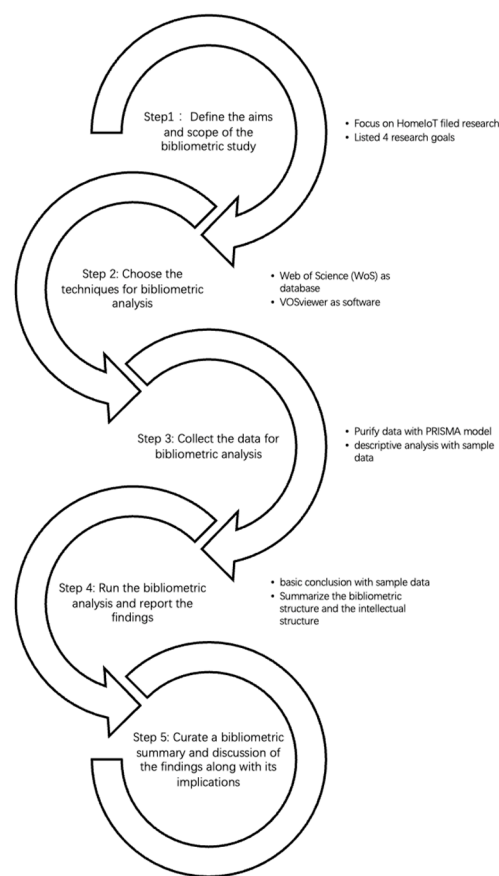 Step1： Define the aims
and scope of the
bibliometric study
• Focus on HomeIoT filed research
• Listed 4 research goals
Step 2: Choose the
techniques for bibliometric
analysis
• Web of Science (WoS) as
database
• VOSviewer as software
Step 3: Collect the data for
bibliometric analysis
• Purify data with PRISMA model
• descriptive analysis with sample
data
Step 4: Run the bibliometric
analysis and report the
findings
• basic conclusion with sample data
• Summarize the bibliometric
structure and the intellectual
structure
Step 5: Curate a bibliometric
summary and discussion of
the findings along with its
implications